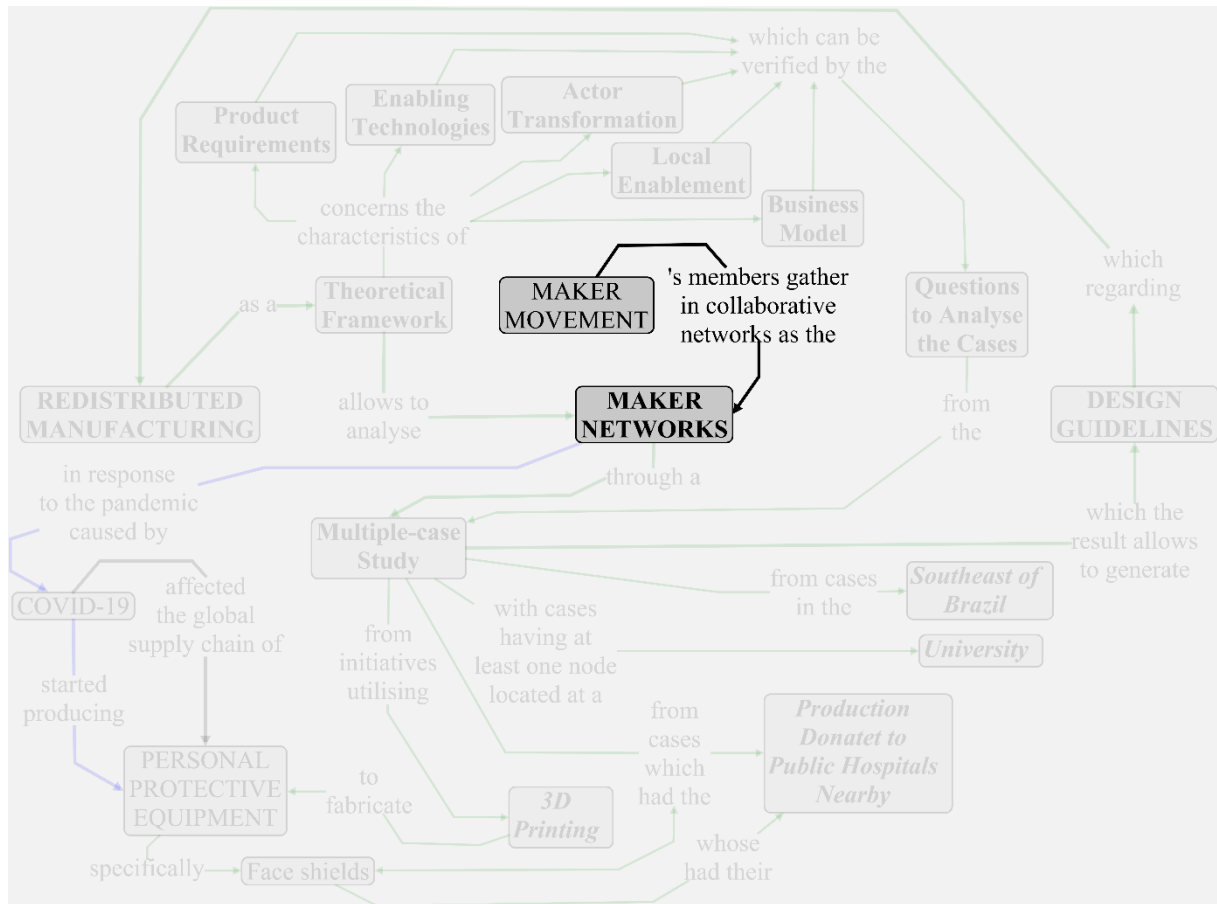 which can be
verified by the
Product
Requirements
Enabling
Technologies
Actor
Transformation
Local
Enablement
Business
Model
concerns the
characteristics of
MAKER
MOVEMENT
's members gather
in collaborative
networks as the
which
regarding
as a
Theoretical
Framework
Questions
to Analyse
the Cases
REDISTRIBUTED
MANUFACTURING
allows to
analyse
MAKER
NETWORKS
from
the
DESIGN
GUIDELINES
in response
to the pandemic
caused by
through a
Multiple-case
Study
which the
result allows
to generate
COVID-19
affected
the global
supply chain of
from
initiatives
utilising
with cases
having at
least one node
located at a
from cases
in the
Southeast of
Brazil
University
started
producing
from
cases
which
had the
Production
Donatet to
Public Hospitals
Nearby
PERSONAL
PROTECTIVE
EQUIPMENT
to
fabricate
3D
Printing
specifically
Face shields
whose
had their